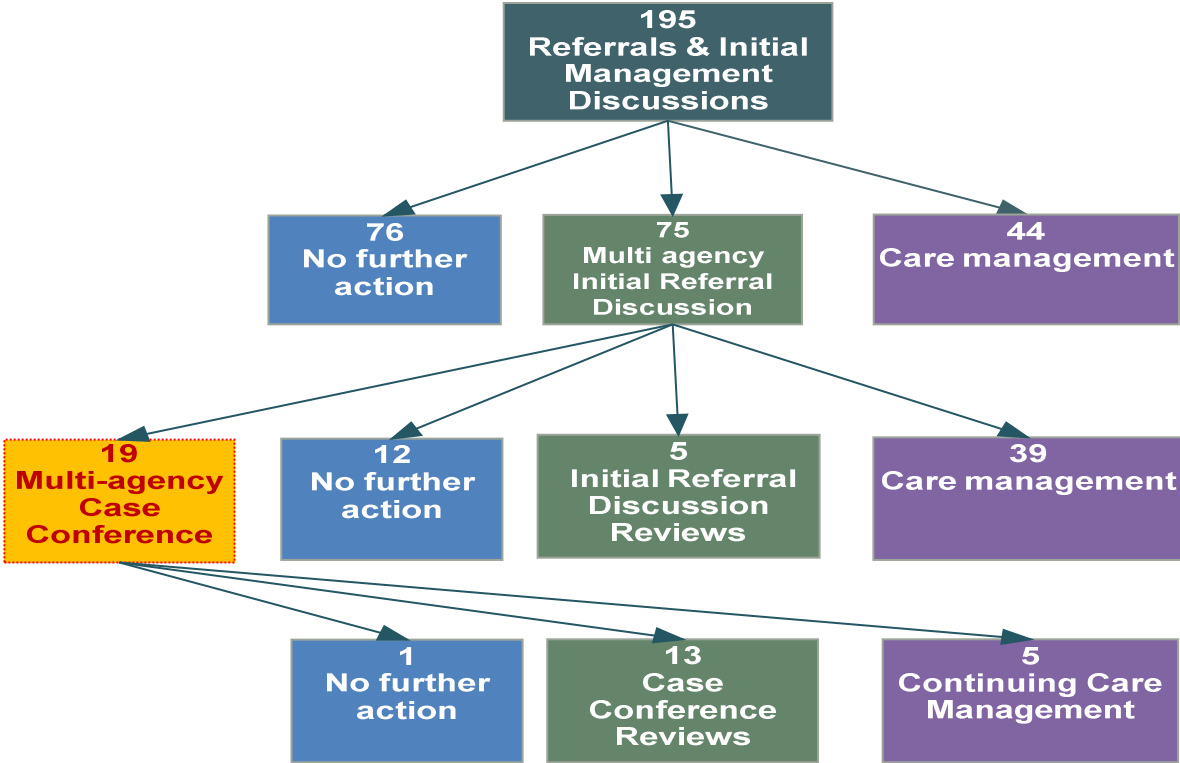 195
Referrals & Initial
Management
Discussions
76
No further
action
75
Multi agency
Initial Referral
Discussion
44
Care management
19
Multi-agency
Case
Conference
12
No further
action
5
Initial Referral
Discussion
Reviews
39
Care management
1
No further
action
13
Case
Conference
Reviews
5
Continuing Care
Management